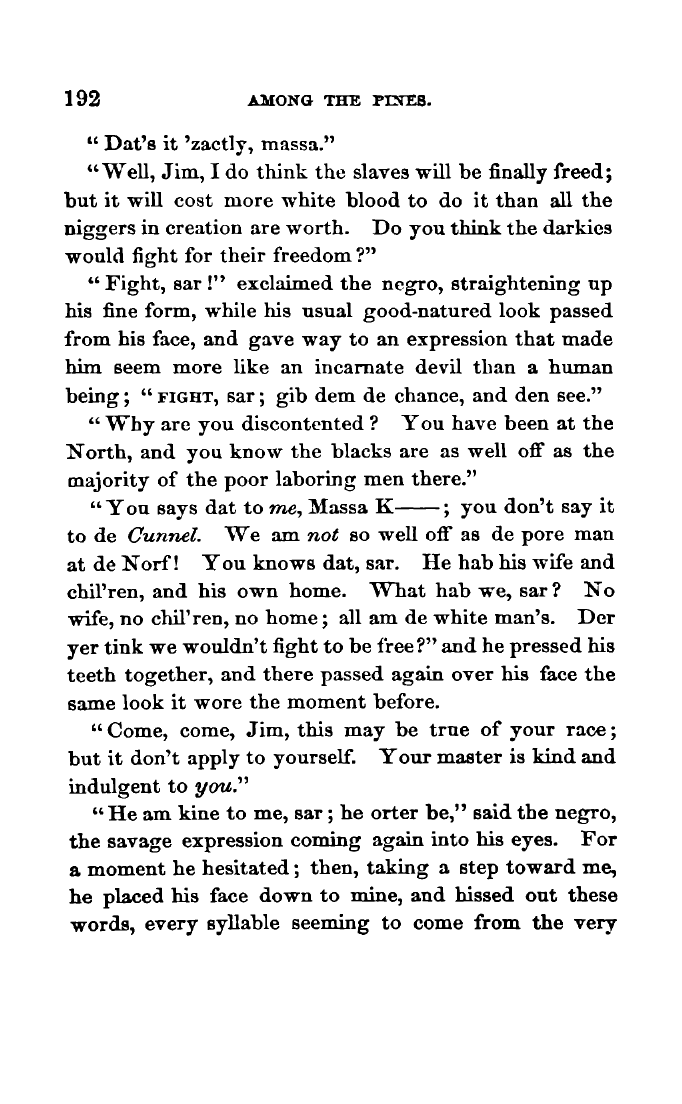 192 AMONG THE PINES.
“ Dat’s it ’zactly, massa.”
“Well, Jim, I do think the slaves will be finally freed;
but it will cost more white blood to do it than all the
niggers in creation are worth. Do you think the darkies
would fight for their freedom?”
“ Fight, sar !” exclaimed the negro, straightening up
his fine form, while his usual good-natured look passed
from his face, and gave way to an expression that made
him seem more like an incarnate devil than a human
being; “ FIGHT, sar; gib dem de chance, and den see.”
“ Why are you discontented ? You have been at the
North, and you know the blacks are as well off as the
majority of the poor laboring men there.”
“You says dat to me, Massa K——; you don’t say it
to de Cunnel. We am not so well off as de pore man
at de Norf! You knows dat, sar. He hab his wife and
chil’ren, and his own home. What hab we, sar? No
wife, no chil’ren, no home; all am de white man’s. Der
yer tink we wouldn’t fight to be free?” and he pressed his
teeth together, and there passed again over his face the
same look it wore the moment before.
“Come, come, Jim, this may be true of your race;
but it don’t apply to yourself. Your master is kind and
indulgent to you.”
“He am kine to me, sar; he orter be,” said the negro,
the savage expression coming again into his eyes. For
a moment he hesitated; then, taking a step toward me,
he placed his face down to mine, and hissed out these
words, every syllable seeming to come from the very